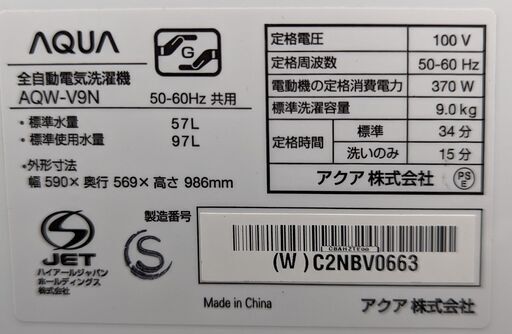 AQUA
G
全自動電気洗濯機
AQW-V9N 50-60Hz 共用
・標準水量 57L
・標準使用水量 97L
・外形寸法
幅 590× 奥行 569× 高さ 986mm
定格電圧 100 V
定格周波数 50-60 Hz
電動機の定格消費電力 370 W
標準洗濯容量 9.0kg
定格時間 標準 34 分
洗いのみ 15 分
アクア 株式会社 PS E
S
JET
ハイアールジャパン
ホールディングス
株式会社
S
製造番号
(W) C2NBV0663
Made in China アクア 株式会社